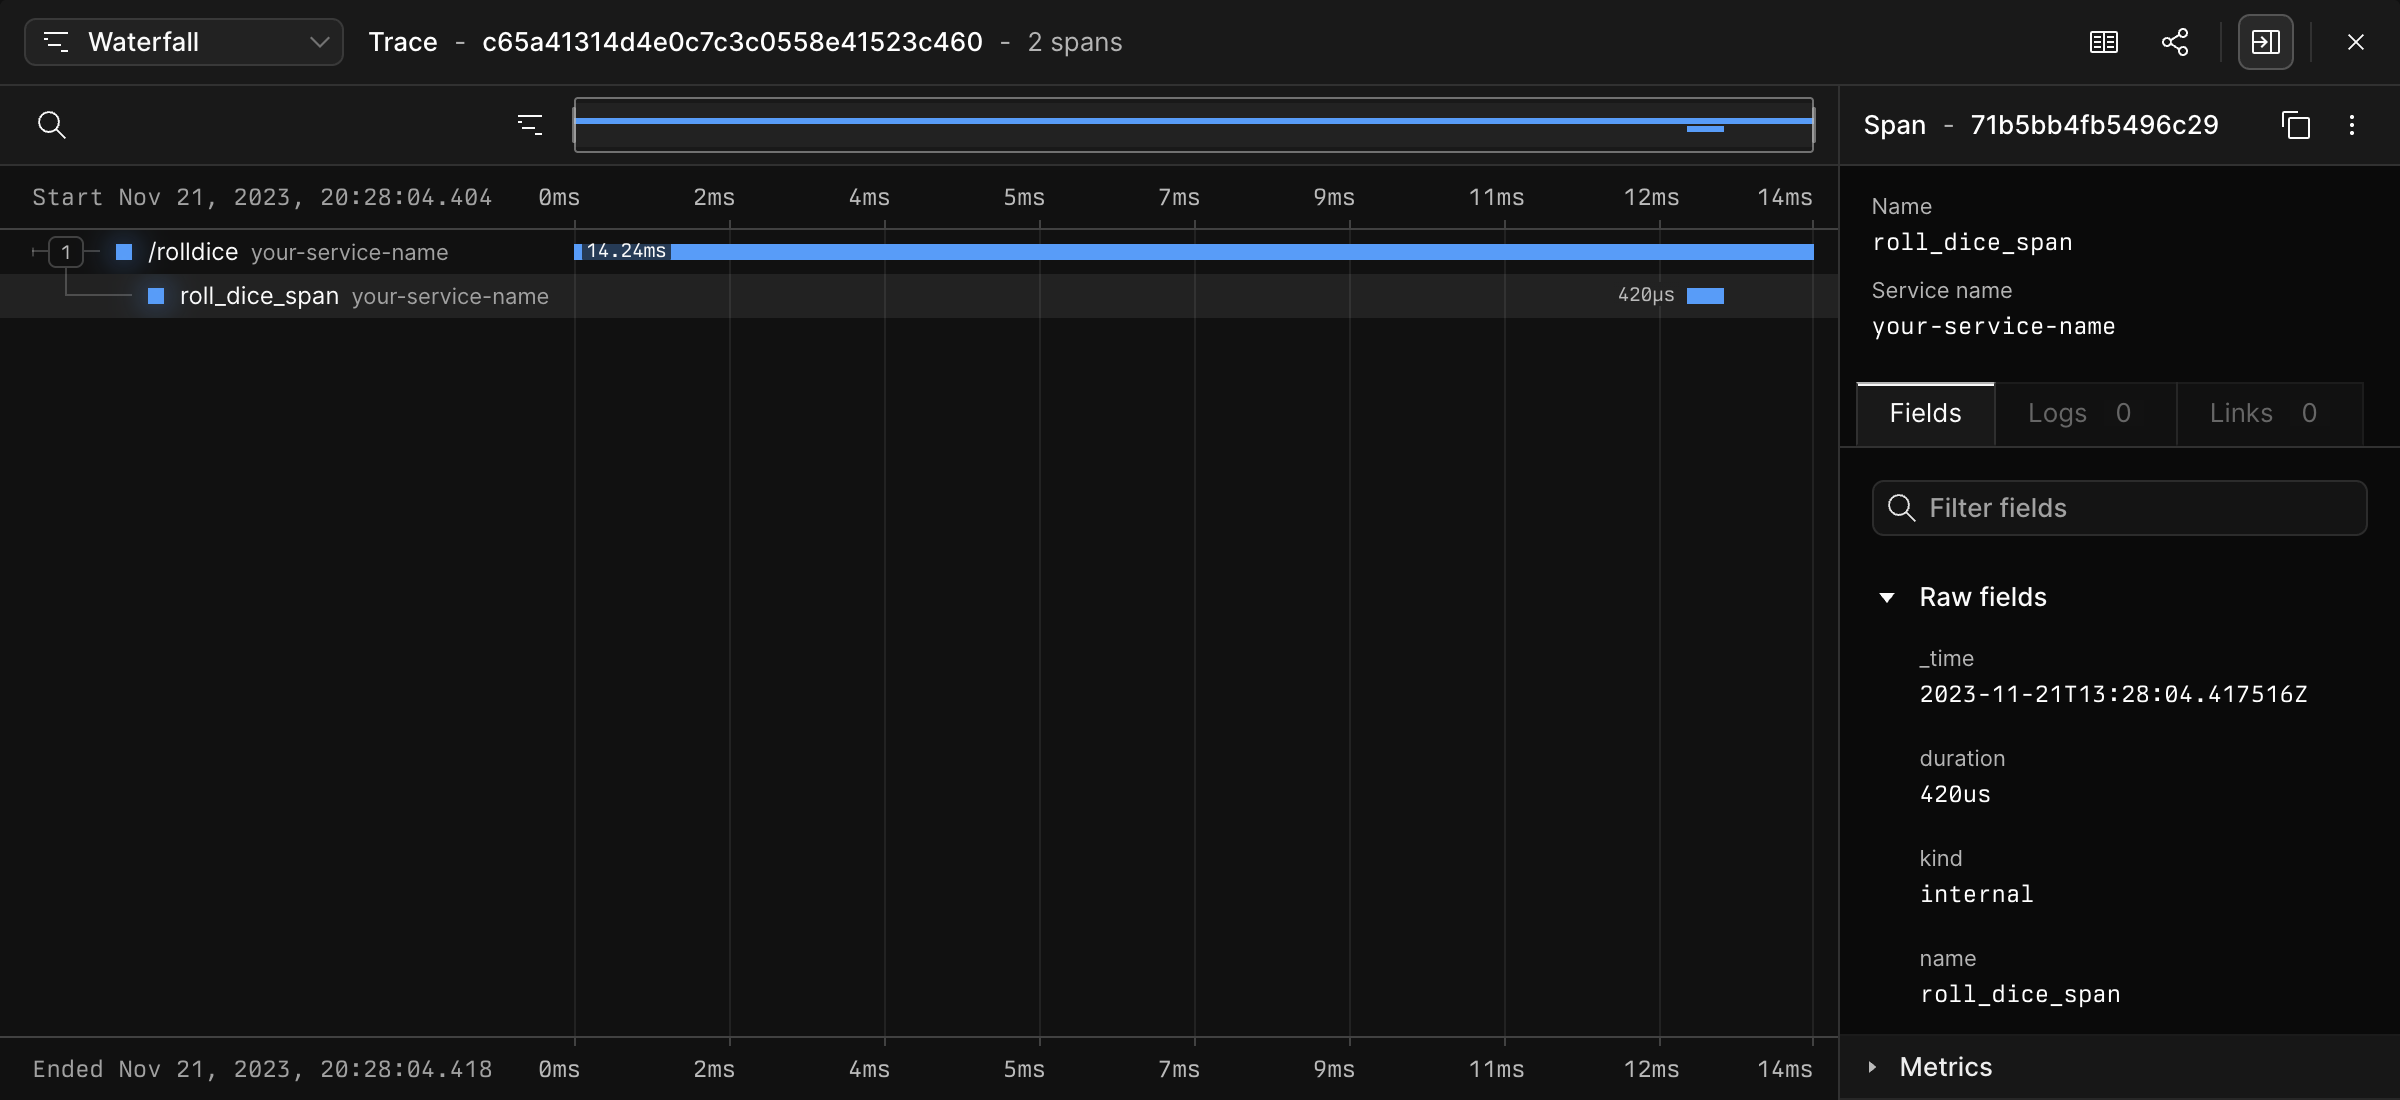 Waterfall Trace - c65a41314d4e0c7c3c0558e41523c460 - 2 spans
Start Nov 21, 2023, 20:28:04.404 0ms 2ms 4ms 5ms 7ms 9ms 11ms 12ms 14ms
1 /rolldice your-service-name 14.24ms
roll_dice_span your-service-name 420µs
Ended Nov 21, 2023, 20:28:04.418 0ms 2ms 4ms 5ms 7ms 9ms 11ms 12ms 14ms
Span - 71b5bb4fb5496c29
Name
roll_dice_span
Service name
your-service-name
Fields Logs 0 Links 0
Filter fields
Raw fields
_time
2023-11-21T13:28:04.417516Z
duration
420us
kind
internal
name
roll_dice_span
Metrics